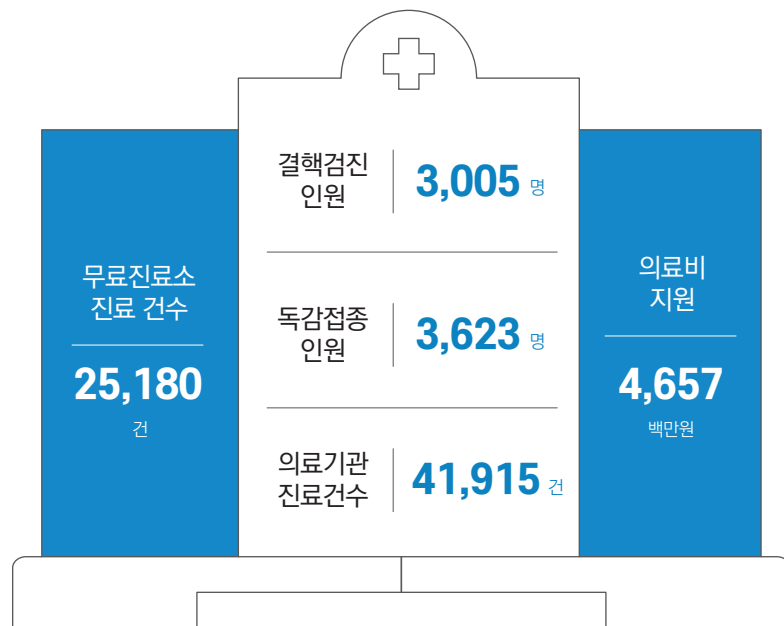 무료진료소
진료 건수
25,180
건
결핵검진
인원
3,005 명
독감접종
인원
3,623 명
의료기관
진료건수
41,915 건
의료비
지원
4,657
백만원